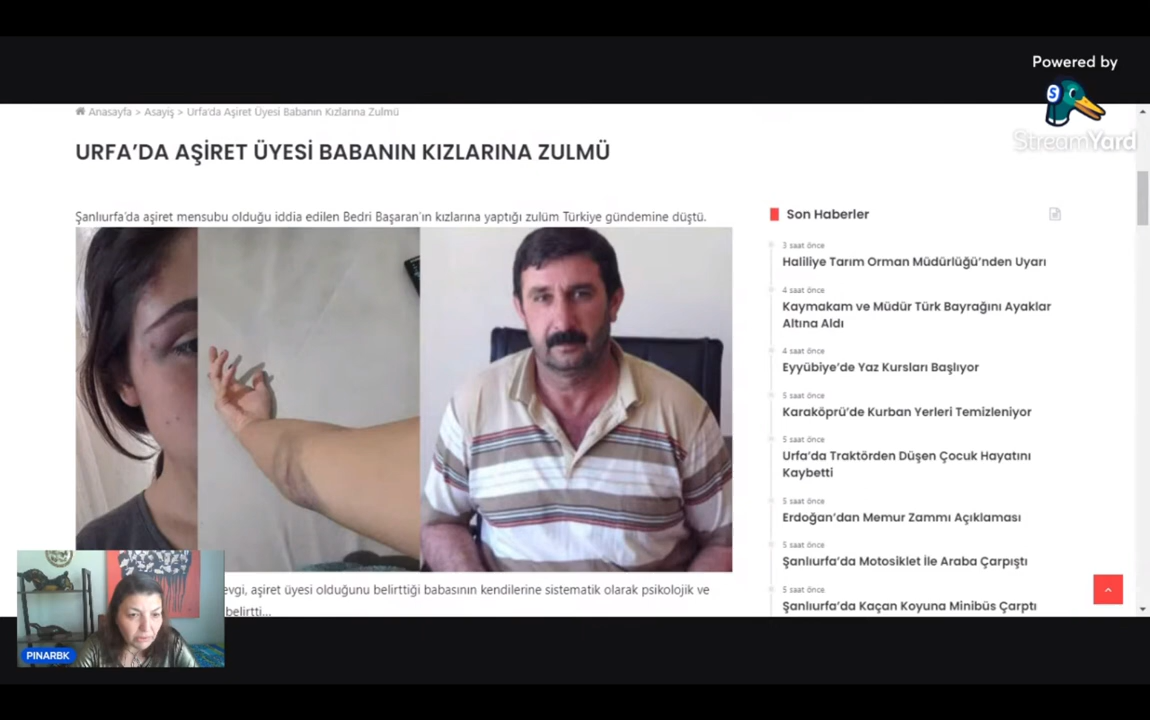 Powered by
StreamYard
Anasayfa > Asayiş > Urfa'da Aşiret Üyesi Babanın Kızlarına Zulmü
URFA'DA AŞİRET ÜYESİ BABANIN KIZLARINA ZULMÜ
Şanlıurfa'da aşiret mensubu olduğu iddia edilen Bedri Başaran'ın kızlarına yaptığı zulüm Türkiye gündemine düştü.
evgi, aşiret üyesi olduğunu belirttiği babasının kendilerine sistematik olarak psikolojik ve
belirtti...
Son Haberler
3 saat önce
Haliliye Tarım Orman Müdürlüğü'nden Uyarı
4 saat önce
Kaymakam ve Müdür Türk Bayrağını Ayaklar
Altına Aldı
4 saat önce
Eyyübiye'de Yaz Kursları Başlıyor
5 saat önce
Karaköprü'de Kurban Yerleri Temizleniyor
5 saat önce
Urfa'da Traktörden Düşen Çocuk Hayatını
Kaybetti
5 saat önce
Erdoğan'dan Memur Zammı Açıklaması
5 saat önce
Şanlıurfa'da Motosiklet İle Araba Çarpıştı
5 saat önce
Şanlıurfa'da Kaçan Koyuna Minibüs Çarptı
PINARBK